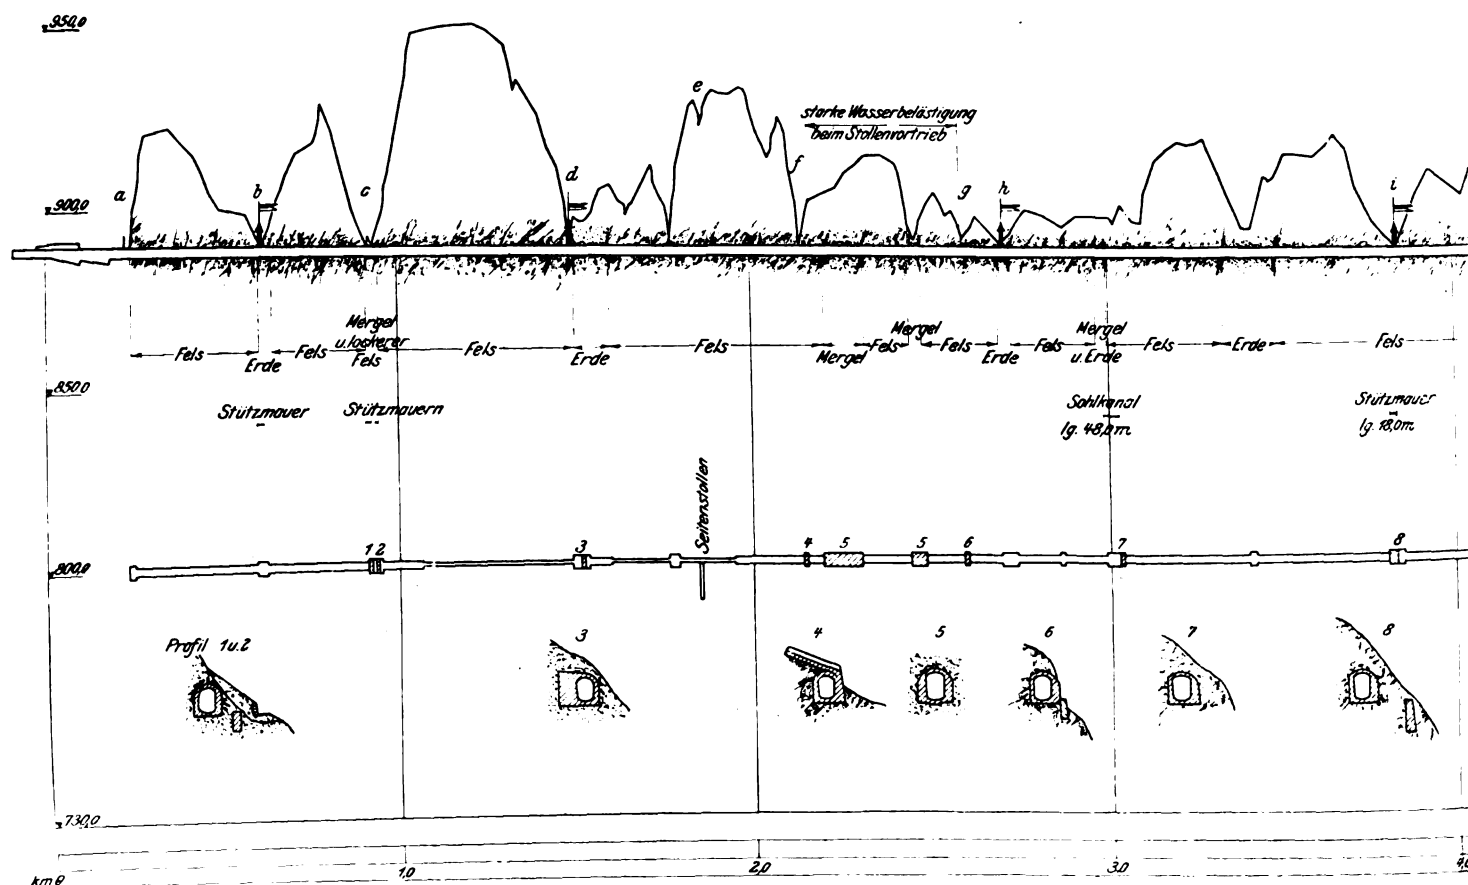 950,0
e
starke Wasserbelästigung
beim Stollenvortrieb
a
b
c
d
f
g
h
i
900,0
Mergel
u. lockerer
Fels
Fels
Erde
Fels
Fels
Erde
Fels
Mergel
Fels
Mergel
Fels
Erde
Fels
Mergel
u. Erde
Fels
Erde
Fels
850,0
Stützmauer
Stützmauern
Sohlkanal
lg. 48,0m
Stützmauer
lg. 18,0m
Seitenstollen
1 2
3
4
5
5
6
7
8
800,0
Profil 1u.2
3
4
5
6
7
8
730,0
km 0
1,0
2,0
3,0
4,0